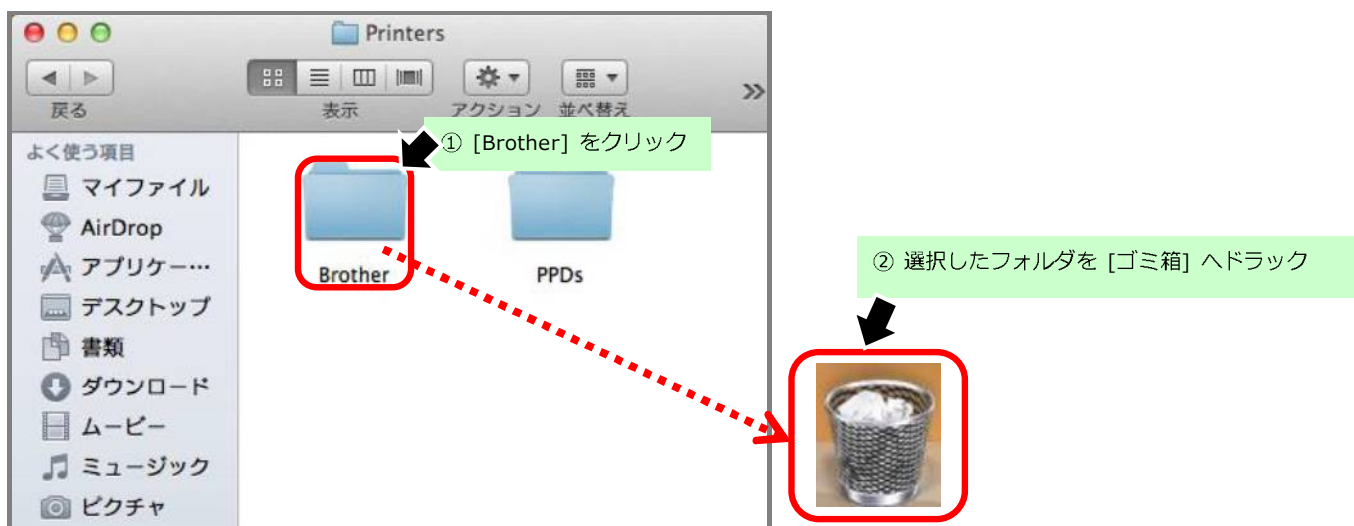 Printers
戻る
表示
アクション
並べ替え
① [Brother] をクリック
よく使う項目
マイファイル
AirDrop
アプリケー…
デスクトップ
書類
ダウンロード
ムービー
ミュージック
ピクチャ
Brother
PPDs
② 選択したフォルダを [ゴミ箱] へドラック